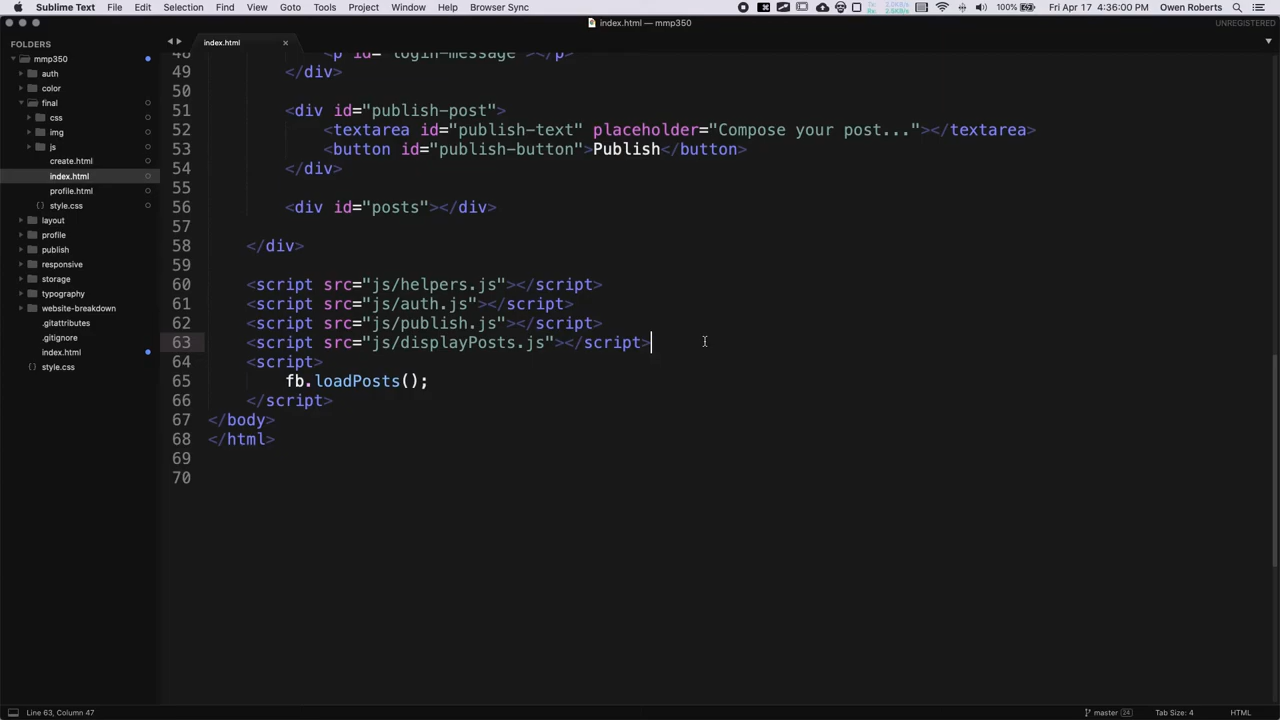 Sublime Text File Edit Selection Find View Goto Tools Project Window Help Browser Sync 100% Fri Apr 17 4:36:00 PM Owen Roberts
index.html — mmp350 UNREGISTERED
FOLDERS
mmp350
auth
color
final
css
img
js
create.html
index.html
profile.html
style.css
layout
profile
publish
responsive
storage
typography
website-breakdown
.gitattributes
.gitignore
index.html
style.css
index.html
48 <p id="login-message"></p>
49 </div>
50
51 <div id="publish-post">
52 <textarea id="publish-text" placeholder="Compose your post..."></textarea>
53 <button id="publish-button">Publish</button>
54 </div>
55
56 <div id="posts"></div>
57
58 </div>
59
60 <script src="js/helpers.js"></script>
61 <script src="js/auth.js"></script>
62 <script src="js/publish.js"></script>
63 <script src="js/displayPosts.js"></script>
64 <script>
65 fb.loadPosts();
66 </script>
67 </body>
68 </html>
69
70
Line 63, Column 47 master 24 Tab Size: 4 HTML